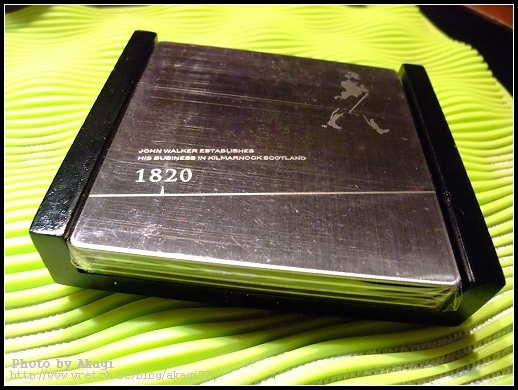 JOHN WALKER ESTABLISHES
HIS BUSINESS IN KILMARNOCK SCOTLAND
1820
Photo by Akagi